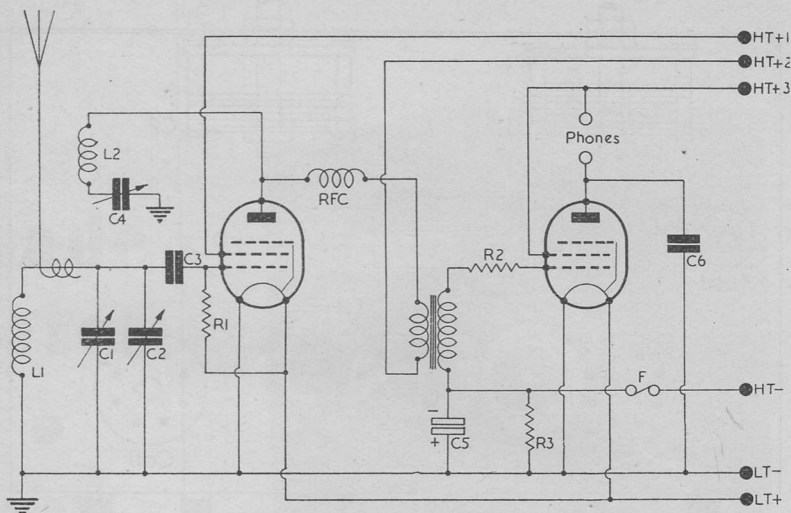 HT+1
HT+2
HT+3
Phones
L2
C4
RFC
C3
R2
C6
R1
L1
C1
C2
F
HT-
-
+
C5
R3
LT-
LT+